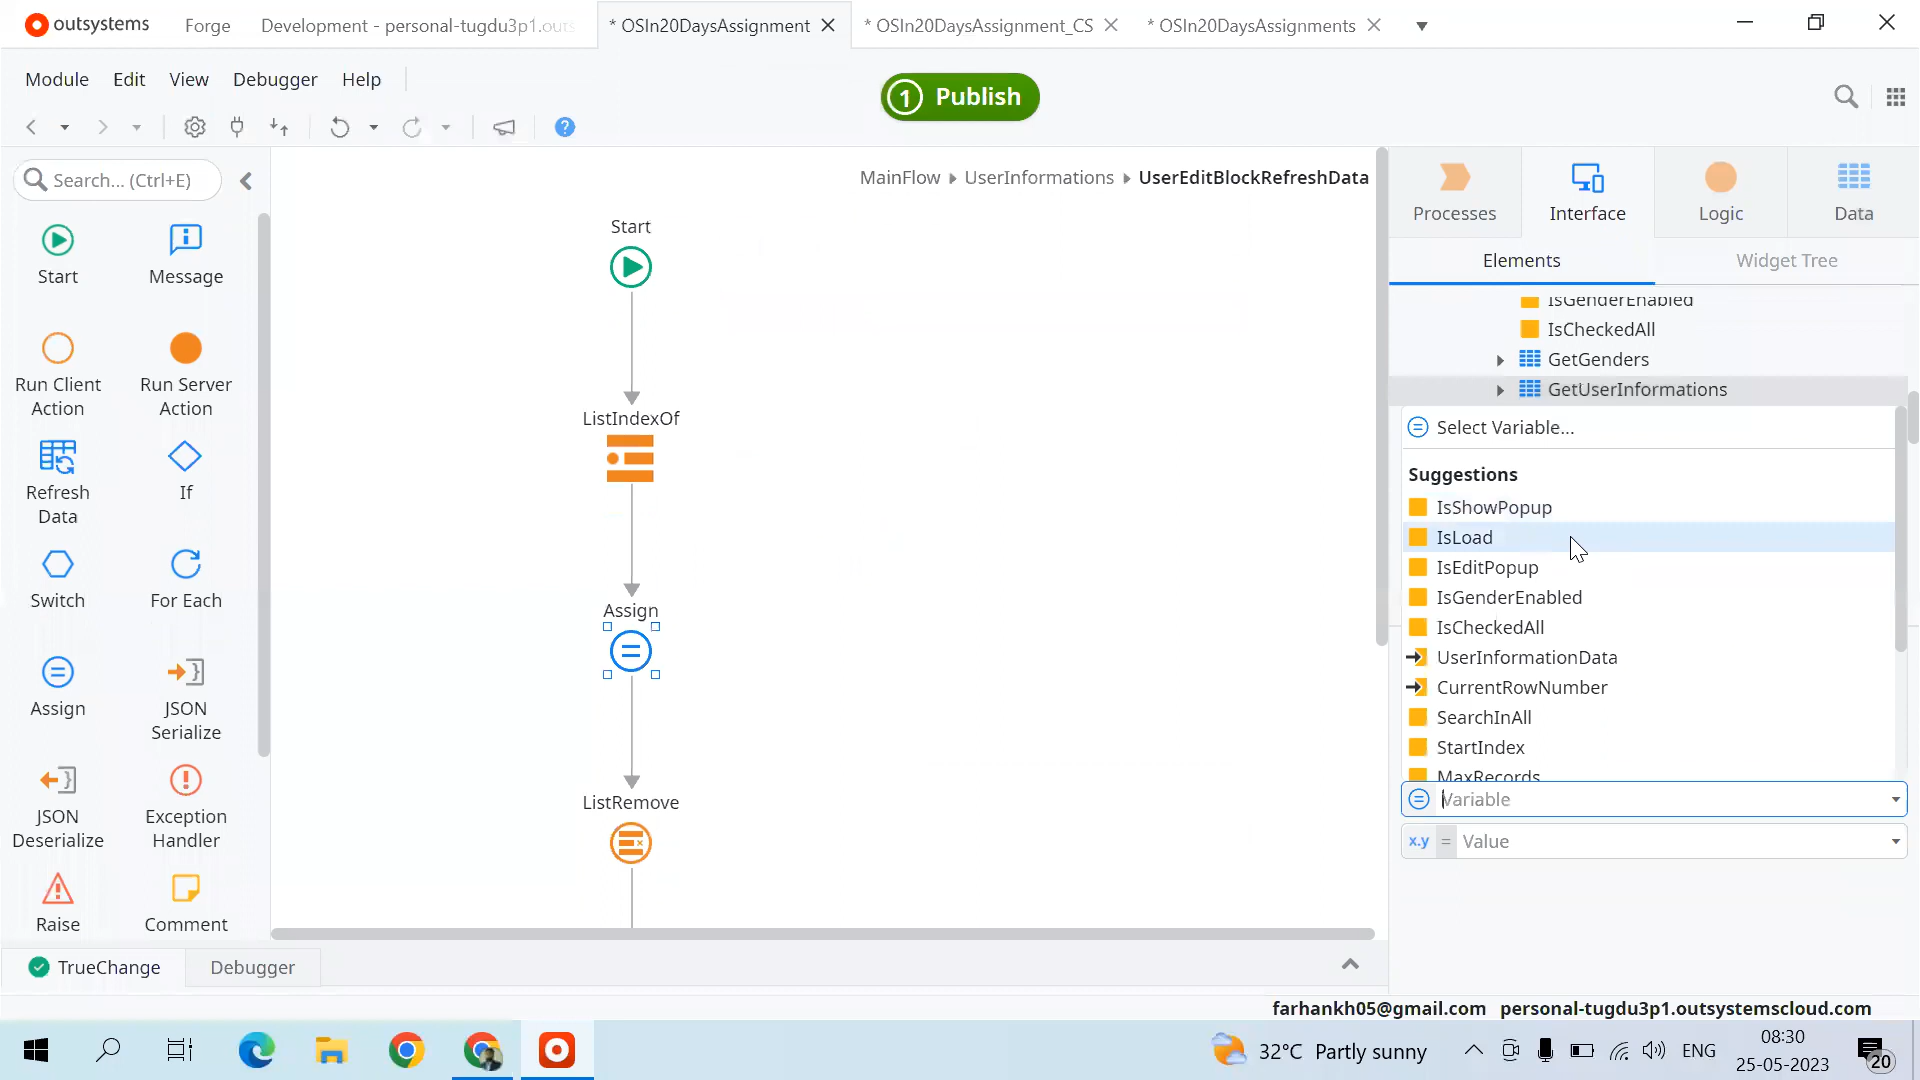 outsystems
Forge
Development - personal-tugdu3p1.outs
* OSIn20DaysAssignment
* OSIn20DaysAssignment_CS
* OSIn20DaysAssignments
Module Edit View Debugger Help
1 Publish
Search... (Ctrl+E)
MainFlow UserInformations UserEditBlockRefreshData
Processes Interface Logic Data
Elements Widget Tree
Start Message
Run Client Action
Run Server Action
Refresh Data
If
Switch For Each
Assign
JSON Serialize
JSON Deserialize
Exception Handler
Raise Comment
Start
ListIndexOf
Assign
ListRemove
IsGenderEnabled
IsCheckedAll
GetGenders
GetUserInformations
Select Variable...
Suggestions
IsShowPopup
IsLoad
IsEditPopup
IsGenderEnabled
IsCheckedAll
UserInformationData
CurrentRowNumber
SearchInAll
StartIndex
MaxRecords
Variable
x.y = Value
TrueChange Debugger
farhankh05@gmail.com personal-tugdu3p1.outsystemscloud.com
32°C Partly sunny
ENG
08:30
25-05-2023
20